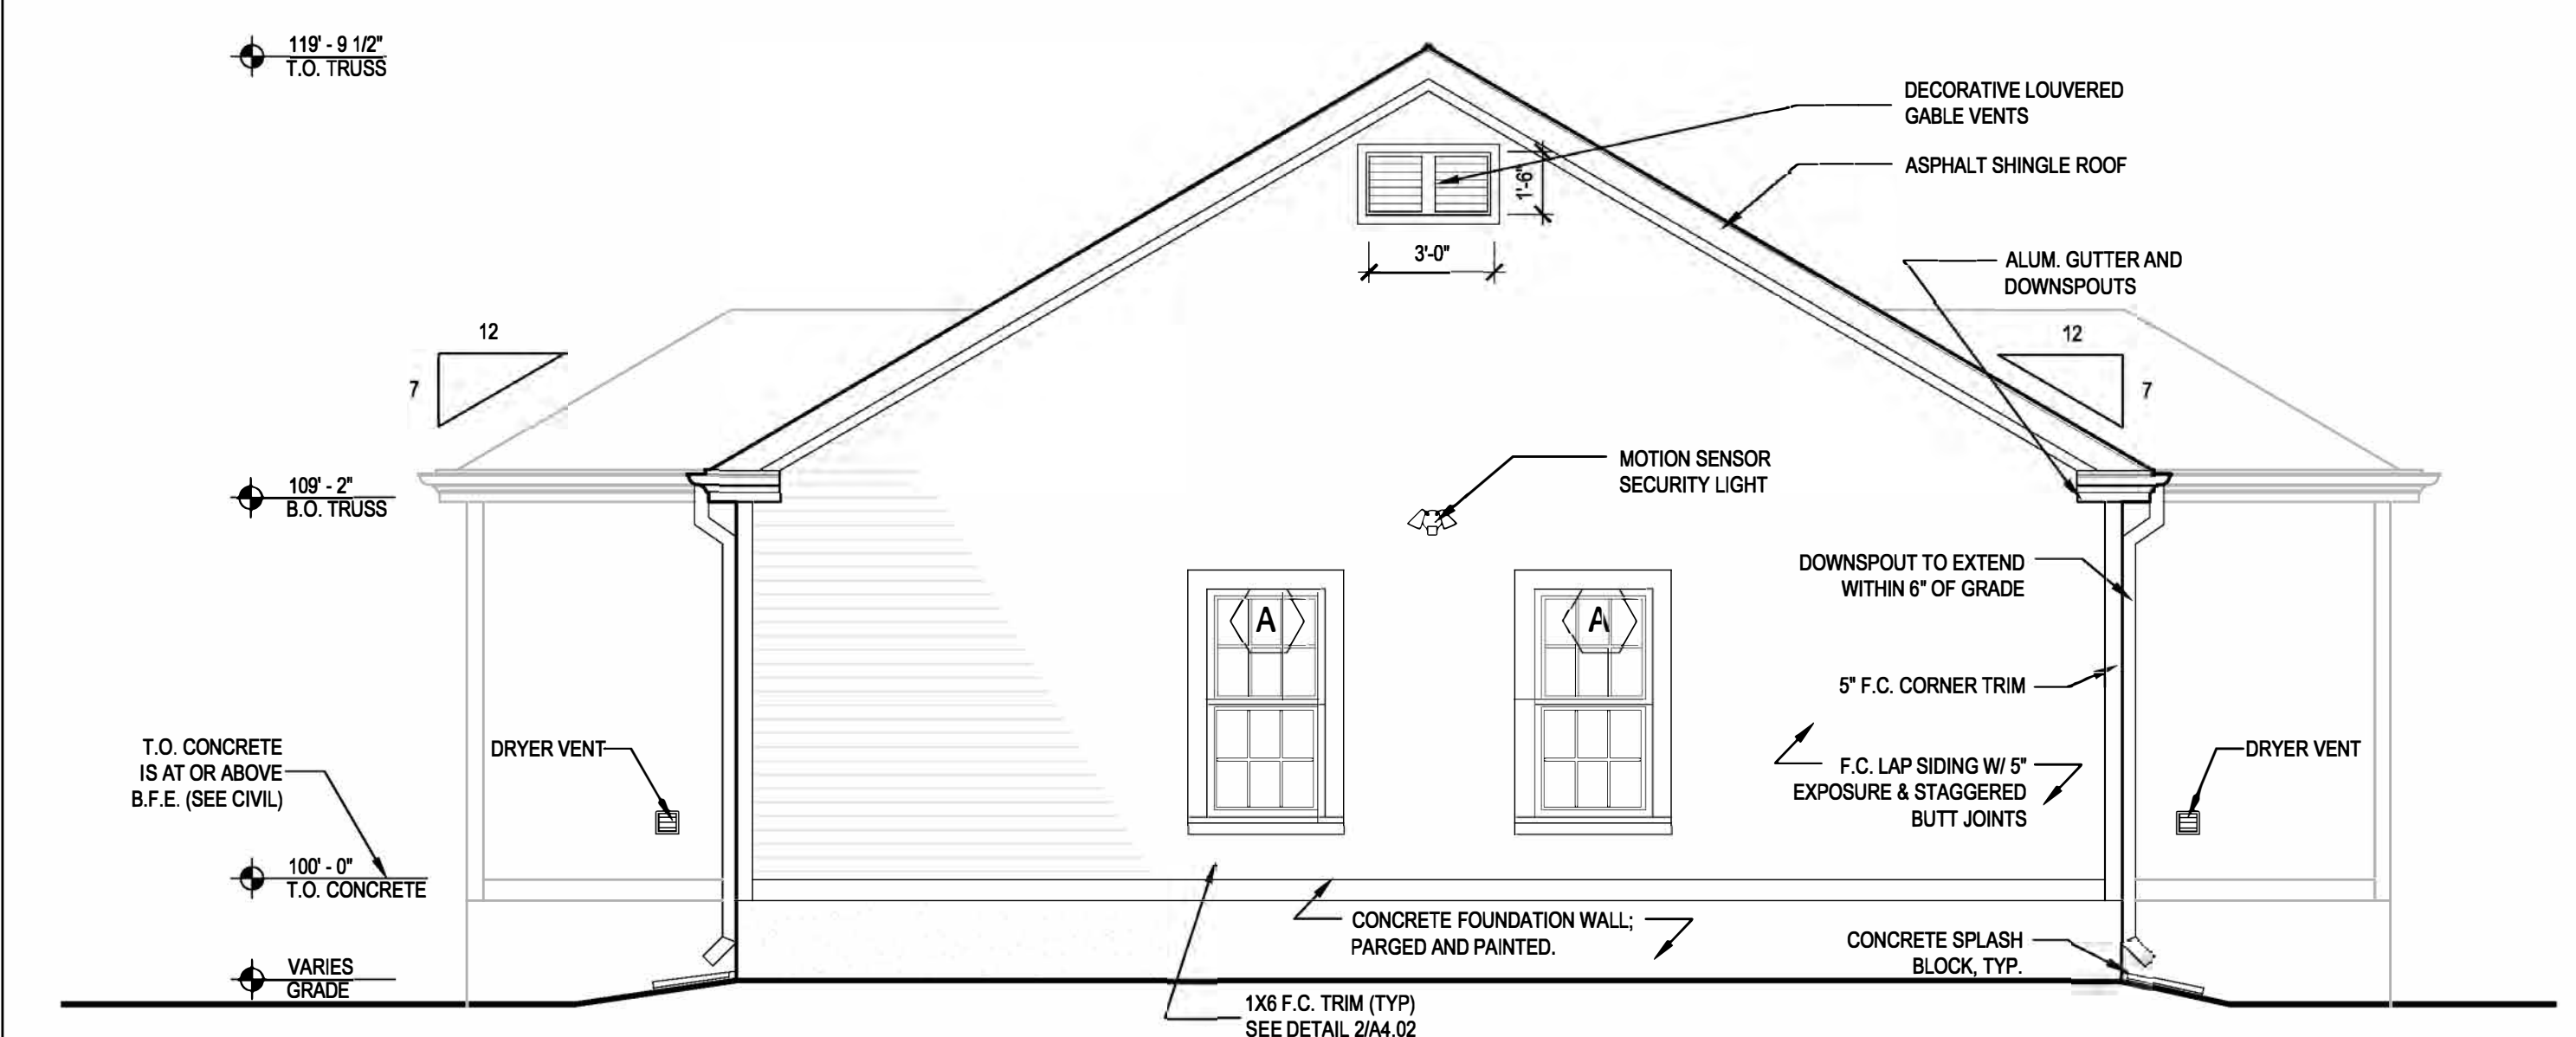 119' - 9 1/2"
T.O. TRUSS
DECORATIVE LOUVERED
GABLE VENTS
ASPHALT SHINGLE ROOF
1'-6"
3'-0"
ALUM. GUTTER AND
DOWNSPOUTS
12
7
12
7
109' - 2"
B.O. TRUSS
MOTION SENSOR
SECURITY LIGHT
DOWNSPOUT TO EXTEND
WITHIN 6" OF GRADE
A
A
5" F.C. CORNER TRIM
T.O. CONCRETE
IS AT OR ABOVE
B.F.E. (SEE CIVIL)
DRYER VENT
F.C. LAP SIDING W/ 5"
EXPOSURE & STAGGERED
BUTT JOINTS
DRYER VENT
100' - 0"
T.O. CONCRETE
CONCRETE FOUNDATION WALL;
PARGED AND PAINTED.
CONCRETE SPLASH
BLOCK, TYP.
VARIES
GRADE
1X6 F.C. TRIM (TYP)
SEE DETAIL 2/A4.02